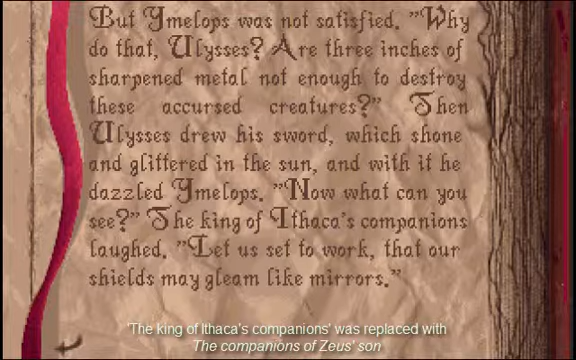 But Ymelops was not satisfied. "Why
do that, Ulysses? Are three inches of
sharpened metal not enough to destroy
these accursed creatures?" Then
Ulysses drew his sword, which shone
and glittered in the sun, and with it he
dazzled Ymelops. "Now what can you
see?" The king of Ithaca's companions
laughed. "Let us set to work, that our
shields may gleam like mirrors."
'The king of Ithaca's companions' was replaced with
The companions of Zeus' son